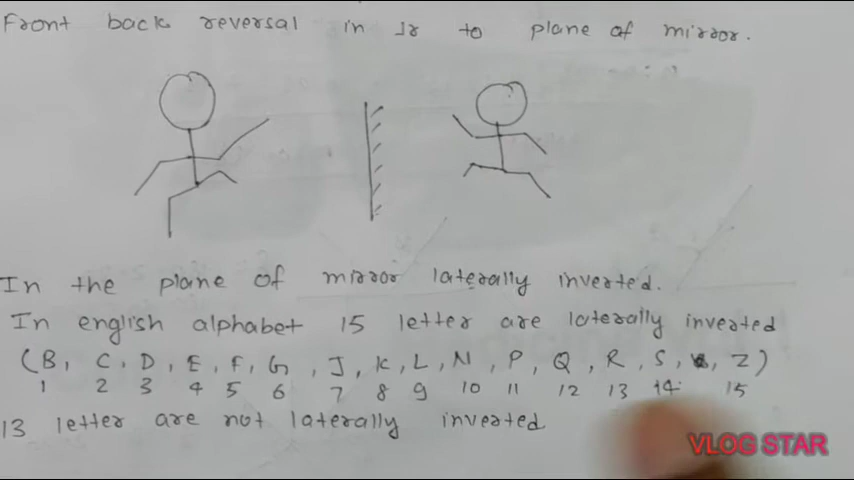 Front back reversal in ⊥r to plane of mirror.
In the plane of mirror laterally inverted.
In english alphabet 15 letter are laterally inverted
(B, C, D, E, F, G, J, K, L, N, P, Q, R, S, Z)
1 2 3 4 5 6 7 8 9 10 11 12 13 14 15
13 letter are not laterally inverted
VLOG STAR